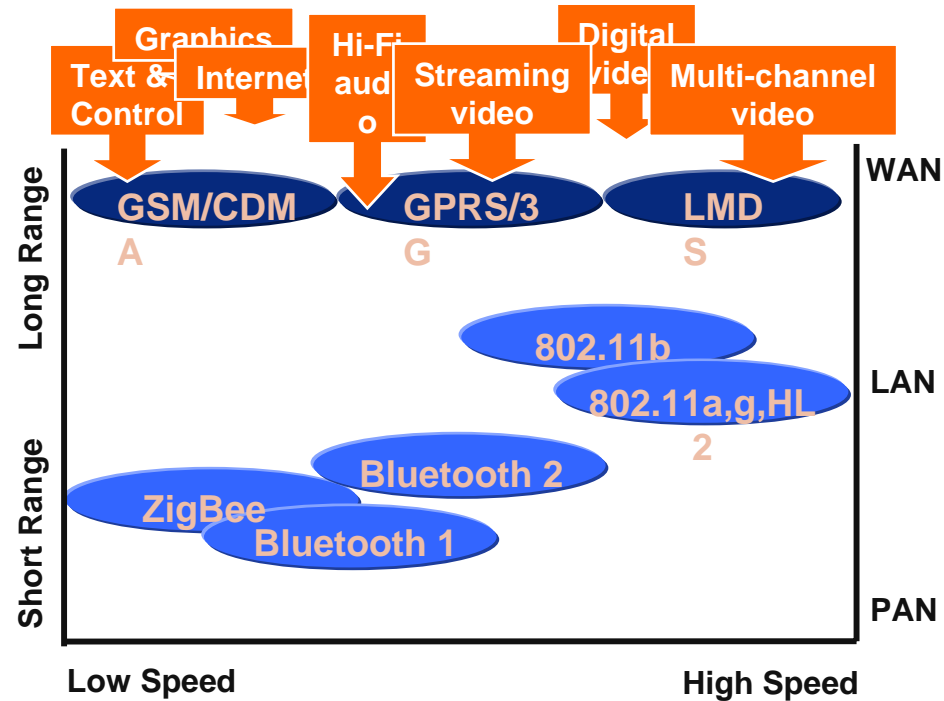 Graphics
Text &
Control
Internet
Hi-Fi
audi
o
Streaming
video
Digital
video
Multi-channel
video
WAN
GSM/CDM
A
GPRS/3
G
LMD
S
Long Range
802.11b
LAN
802.11a,g,HL
2
Bluetooth 2
ZigBee
Bluetooth 1
Short Range
PAN
Low Speed
High Speed